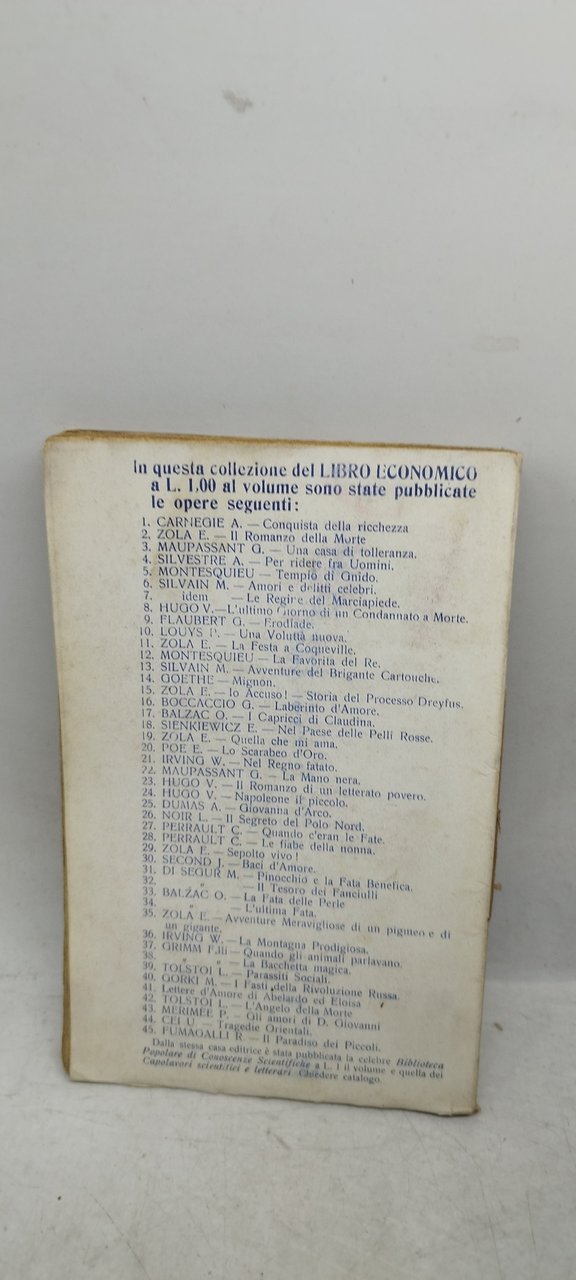 In questa collezione del LIBRO ECONOMICO
a L. 1,00 al volume sono state pubblicate
le opere seguenti:
1. CARNEGIE A. — Conquista della ricchezza
2. ZOLA E. — Il Romanzo della Morte
3. MAUPASSANT G. — Una casa di tolleranza.
4. SILVESTRE A. — Per ridere fra Uomini.
5. MONTESQUIEU — Tempio di Gnido.
6. SILVAIN M. — Amori e delitti celebri.
7. idem — Le Regine del Marciapiede.
8. HUGO V.—L'ultimo Giorno di un Condannato a Morte.
9. FLAUBERT G. — Erodiade.
10. LOUYS P. — Una Voluttà nuova.
11. ZOLA E. — La Festa a Coqueville.
12. MONTESQUIEU — La Favorita del Re.
13. SILVAIN M. — Avventure del Brigante Cartouche.
14. GOETHE — Mignon.
15. ZOLA E. — Io Accuso! — Storia del Processo Dreyfus.
16. BOCCACCIO G. — Laberinto d'Amore.
17. BALZAC O. — I Capricci di Claudina.
18. SIENKIEWICZ E. — Nel Paese delle Pelli Rosse.
19. ZOLA E. — Quella che mi ama.
20. POE E. — Lo Scarabeo d'Oro.
21. IRVING W. — Nel Regno fatato.
22. MAUPASSANT G. — La Mano nera.
23. HUGO V. — Il Romanzo di un letterato povero.
24. HUGO V. — Napoleone il piccolo.
25. DUMAS A. — Giovanna d'Arco.
26. NOIR L. — Il Segreto del Polo Nord.
27. PERRAULT C. — Quando c'eran le Fate.
28. PERRAULT C. — Le fiabe della nonna.
29. ZOLA E. — Sepolto vivo!
30. SECOND J. — Baci d'Amore.
31. DI SEGUR M. — Pinocchio e la Fata Benefica.
32. „ — Il Tesoro dei Fanciulli
33. BALZAC O. — La Fata delle Perle
34. „ — L'ultima Fata.
35. ZOLA E. — Avventure Meravigliose di un pigmeo e di
un gigante.
36. IRVING W. — La Montagna Prodigiosa.
37. GRIMM F.lli — Quando gli animali parlavano.
38. „ „ — La Bacchetta magica.
39. TOLSTOI L. — Parassiti Sociali.
40. GORKI M. — I Fasti della Rivoluzione Russa.
41. Lettere d'Amore di Abelardo ed Eloisa
42. TOLSTOI L. — L'Angelo della Morte
43. MERIMÉE P. — Gli amori di D. Giovanni
44. CEI U. — Tragedie Orientali.
45. FUMAGALLI R. — Il Paradiso dei Piccoli.
Dalla stessa casa editrice è stata pubblicata la celebre Biblioteca
Popolare di Conoscenze Scientifiche a L. 1 il volume e quella dei
Capolavori scientifici e letterari. Chiedere catalogo.